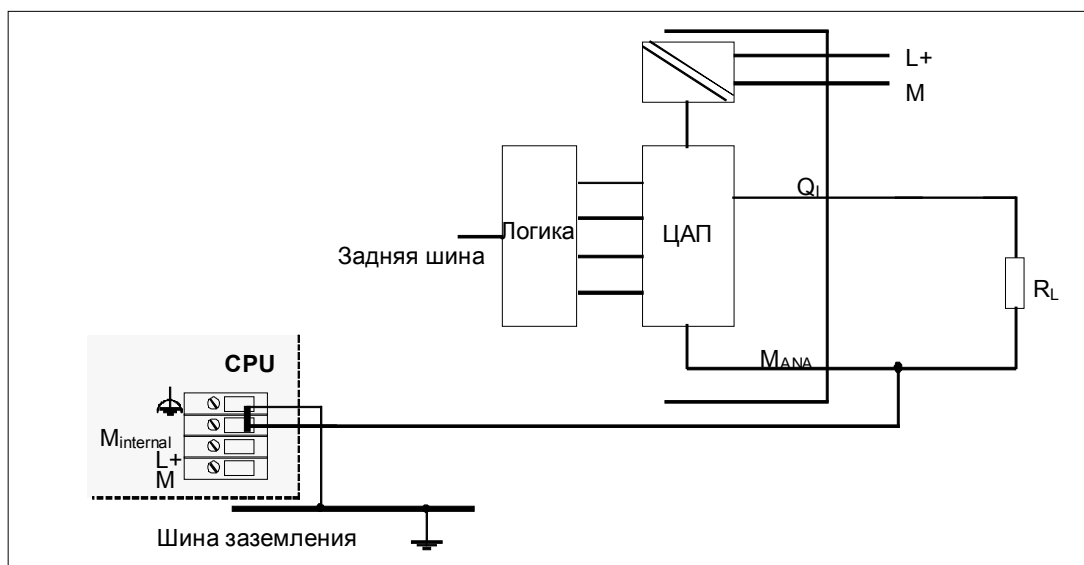 L+
M
QI
Логика
ЦАП
Задняя шина
RL
MANA
CPU
Minternal
L+
M
Шина заземления